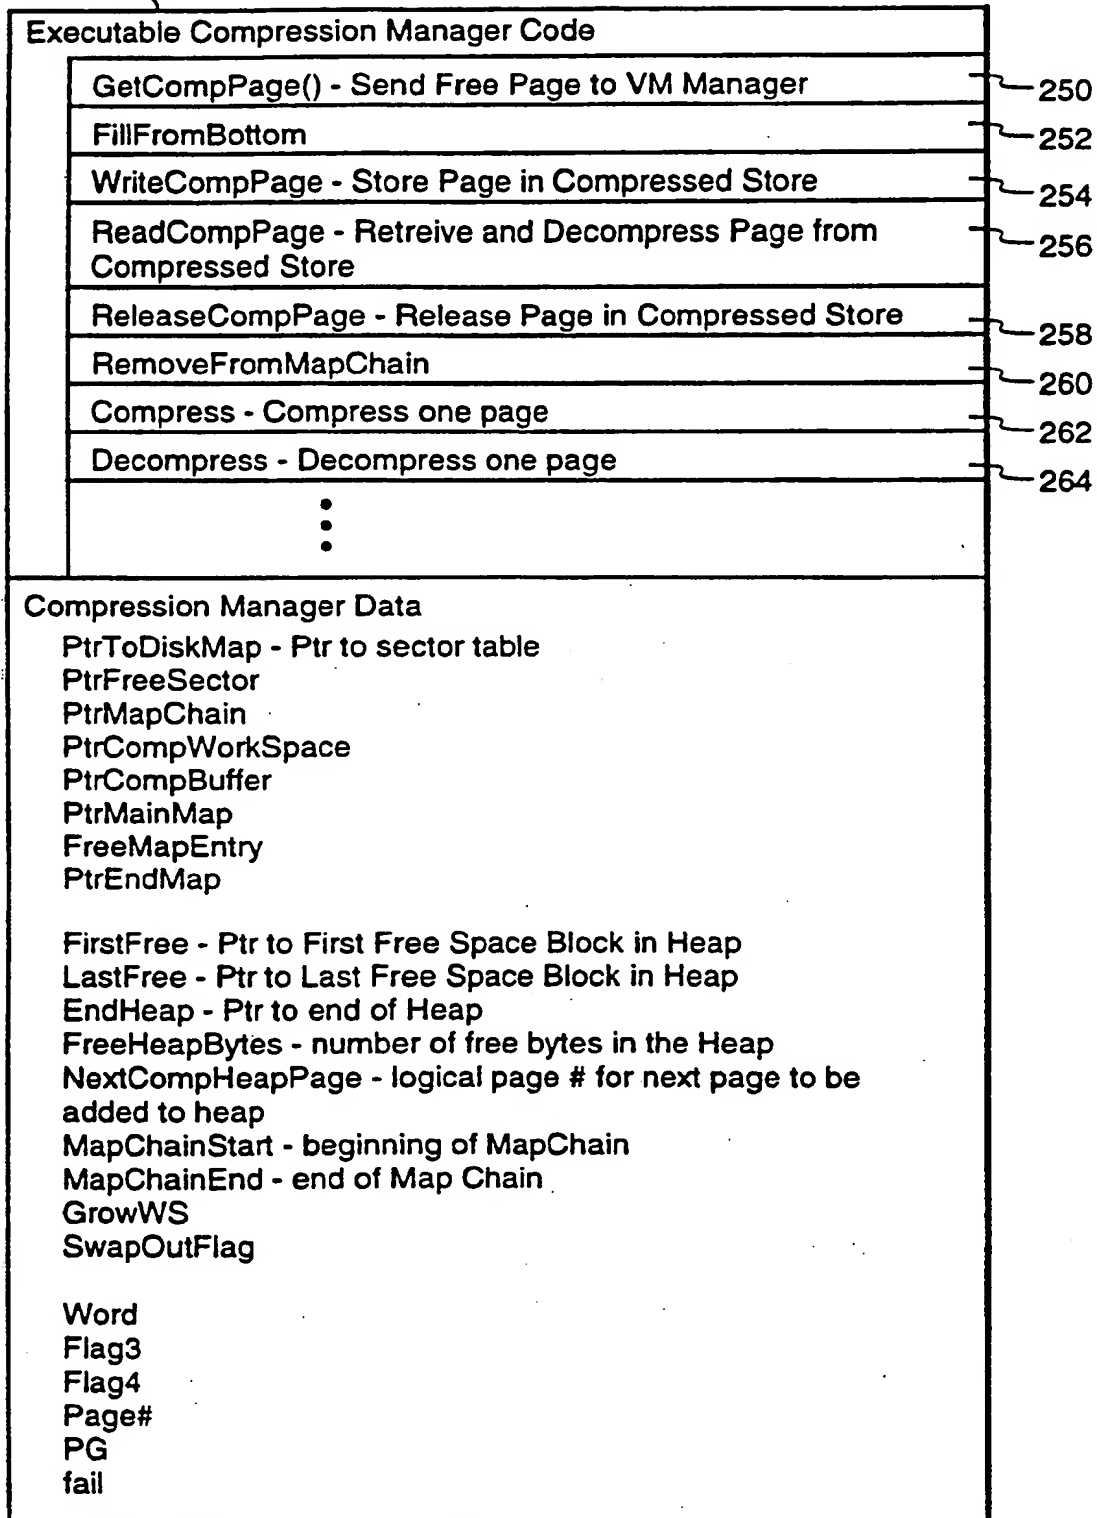 Executable Compression Manager Code
GetCompPage() - Send Free Page to VM Manager
250
FillFromBottom
252
WriteCompPage - Store Page in Compressed Store
254
ReadCompPage - Retreive and Decompress Page from
256
Compressed Store
ReleaseCompPage - Release Page in Compressed Store
258
RemoveFromMapChain
260
Compress - Compress one page
262
Decompress - Decompress one page
264
Compression Manager Data
PtrToDiskMap - Ptr to sector table
PtrFreeSector
PtrMapChain
PtrCompWorkSpace
PtrCompBuffer
PtrMainMap
FreeMapEntry
PtrEndMap
FirstFree - Ptr to First Free Space Block in Heap
LastFree - Ptr to Last Free Space Block in Heap
EndHeap - Ptr to end of Heap
FreeHeapBytes - number of free bytes in the Heap
NextCompHeapPage - logical page # for next page to be
added to heap
MapChainStart - beginning of MapChain
MapChainEnd - end of Map Chain
GrowWS
SwapOutFlag
Word
Flag3
Flag4
Page#
PG
fail